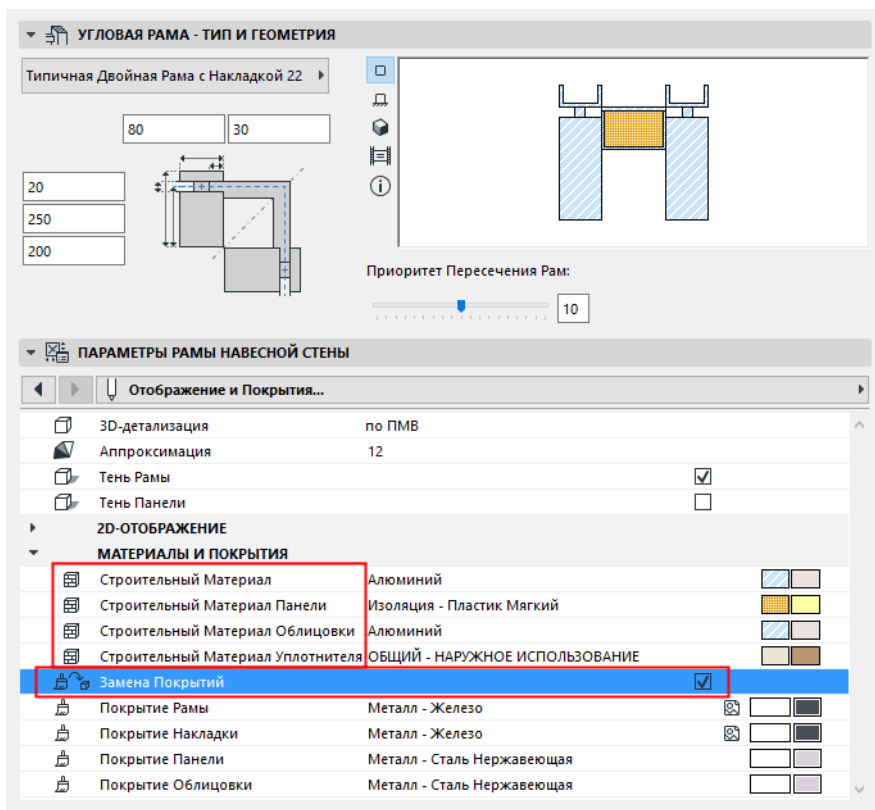 УГЛОВАЯ РАМА - ТИП И ГЕОМЕТРИЯ
Типичная Двойная Рама с Накладкой 22
80 30
20
250
200
Приоритет Пересечения Рам:
10
ПАРАМЕТРЫ РАМЫ НАВЕСНОЙ СТЕНЫ
Отображение и Покрытия...
3D-детализация по ПМВ
Аппроксимация 12
Тень Рамы
Тень Панели
2D-ОТОБРАЖЕНИЕ
МАТЕРИАЛЫ И ПОКРЫТИЯ
Строительный Материал Алюминий
Строительный Материал Панели Изоляция - Пластик Мягкий
Строительный Материал Облицовки Алюминий
Строительный Материал Уплотнителя ОБЩИЙ - НАРУЖНОЕ ИСПОЛЬЗОВАНИЕ
Замена Покрытий
Покрытие Рамы Металл - Железо
Покрытие Накладки Металл - Железо
Покрытие Панели Металл - Сталь Нержавеющая
Покрытие Облицовки Металл - Сталь Нержавеющая